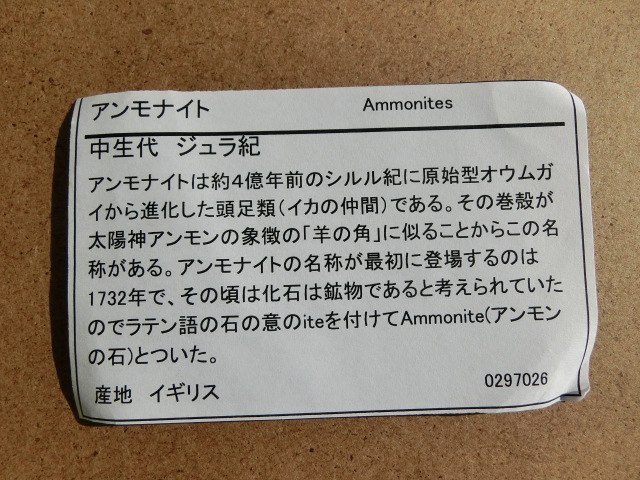 アンモナイト Ammonites
中生代 ジュラ紀
アンモナイトは約4億年前のシルル紀に原始型オウムガ
イから進化した頭足類(イカの仲間)である。その巻殻が
太陽神アンモンの象徴の「羊の角」に似ることからこの名
称がある。アンモナイトの名称が最初に登場するのは
1732年で、その頃は化石は鉱物であると考えられていた
のでラテン語の石の意のiteを付けてAmmonite(アンモン
の石)とついた。
産地 イギリス 0297026